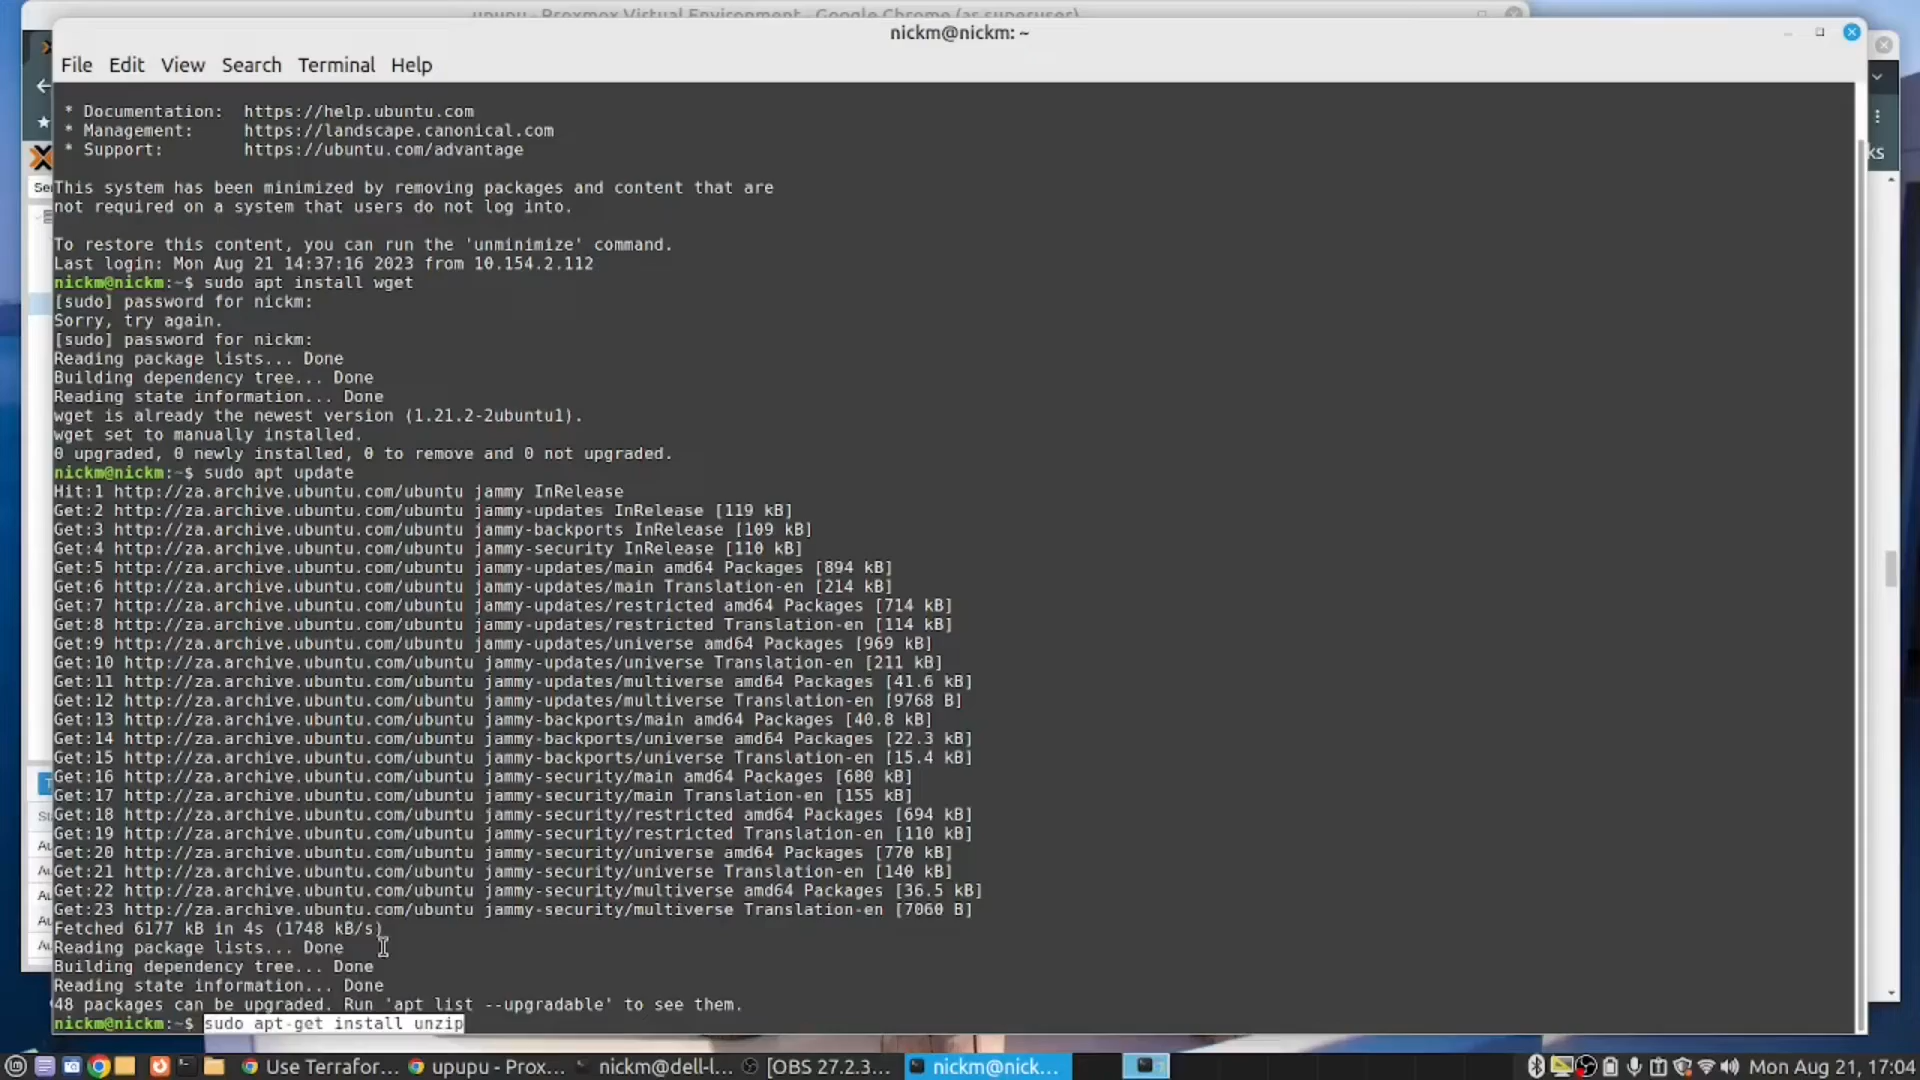 upupu - Proxmox Virtual Environment - Google Chrome (as superuser)
nickm@nickm: ~
File Edit View Search Terminal Help
* Documentation: https://help.ubuntu.com
* Management: https://landscape.canonical.com
* Support: https://ubuntu.com/advantage
This system has been minimized by removing packages and content that are
not required on a system that users do not log into.
To restore this content, you can run the 'unminimize' command.
Last login: Mon Aug 21 14:37:16 2023 from 10.154.2.112
nickm@nickm:~$ sudo apt install wget
[sudo] password for nickm:
Sorry, try again.
[sudo] password for nickm:
Reading package lists... Done
Building dependency tree... Done
Reading state information... Done
wget is already the newest version (1.21.2-2ubuntu1).
wget set to manually installed.
0 upgraded, 0 newly installed, 0 to remove and 0 not upgraded.
nickm@nickm:~$ sudo apt update
Hit:1 http://za.archive.ubuntu.com/ubuntu jammy InRelease
Get:2 http://za.archive.ubuntu.com/ubuntu jammy-updates InRelease [119 kB]
Get:3 http://za.archive.ubuntu.com/ubuntu jammy-backports InRelease [109 kB]
Get:4 http://za.archive.ubuntu.com/ubuntu jammy-security InRelease [110 kB]
Get:5 http://za.archive.ubuntu.com/ubuntu jammy-updates/main amd64 Packages [894 kB]
Get:6 http://za.archive.ubuntu.com/ubuntu jammy-updates/main Translation-en [214 kB]
Get:7 http://za.archive.ubuntu.com/ubuntu jammy-updates/restricted amd64 Packages [714 kB]
Get:8 http://za.archive.ubuntu.com/ubuntu jammy-updates/restricted Translation-en [114 kB]
Get:9 http://za.archive.ubuntu.com/ubuntu jammy-updates/universe amd64 Packages [969 kB]
Get:10 http://za.archive.ubuntu.com/ubuntu jammy-updates/universe Translation-en [211 kB]
Get:11 http://za.archive.ubuntu.com/ubuntu jammy-updates/multiverse amd64 Packages [41.6 kB]
Get:12 http://za.archive.ubuntu.com/ubuntu jammy-updates/multiverse Translation-en [9768 B]
Get:13 http://za.archive.ubuntu.com/ubuntu jammy-backports/main amd64 Packages [40.8 kB]
Get:14 http://za.archive.ubuntu.com/ubuntu jammy-backports/universe amd64 Packages [22.3 kB]
Get:15 http://za.archive.ubuntu.com/ubuntu jammy-backports/universe Translation-en [15.4 kB]
Get:16 http://za.archive.ubuntu.com/ubuntu jammy-security/main amd64 Packages [680 kB]
Get:17 http://za.archive.ubuntu.com/ubuntu jammy-security/main Translation-en [155 kB]
Get:18 http://za.archive.ubuntu.com/ubuntu jammy-security/restricted amd64 Packages [694 kB]
Get:19 http://za.archive.ubuntu.com/ubuntu jammy-security/restricted Translation-en [110 kB]
Get:20 http://za.archive.ubuntu.com/ubuntu jammy-security/universe amd64 Packages [770 kB]
Get:21 http://za.archive.ubuntu.com/ubuntu jammy-security/universe Translation-en [140 kB]
Get:22 http://za.archive.ubuntu.com/ubuntu jammy-security/multiverse amd64 Packages [36.5 kB]
Get:23 http://za.archive.ubuntu.com/ubuntu jammy-security/multiverse Translation-en [7060 B]
Fetched 6177 kB in 4s (1748 kB/s)
Reading package lists... Done
Building dependency tree... Done
Reading state information... Done
48 packages can be upgraded. Run 'apt list --upgradable' to see them.
nickm@nickm:~$ sudo apt-get install unzip
Use Terrafor... upupu - Prox... nickm@dell-l... [OBS 27.2.3... nickm@nick... Mon Aug 21, 17:04